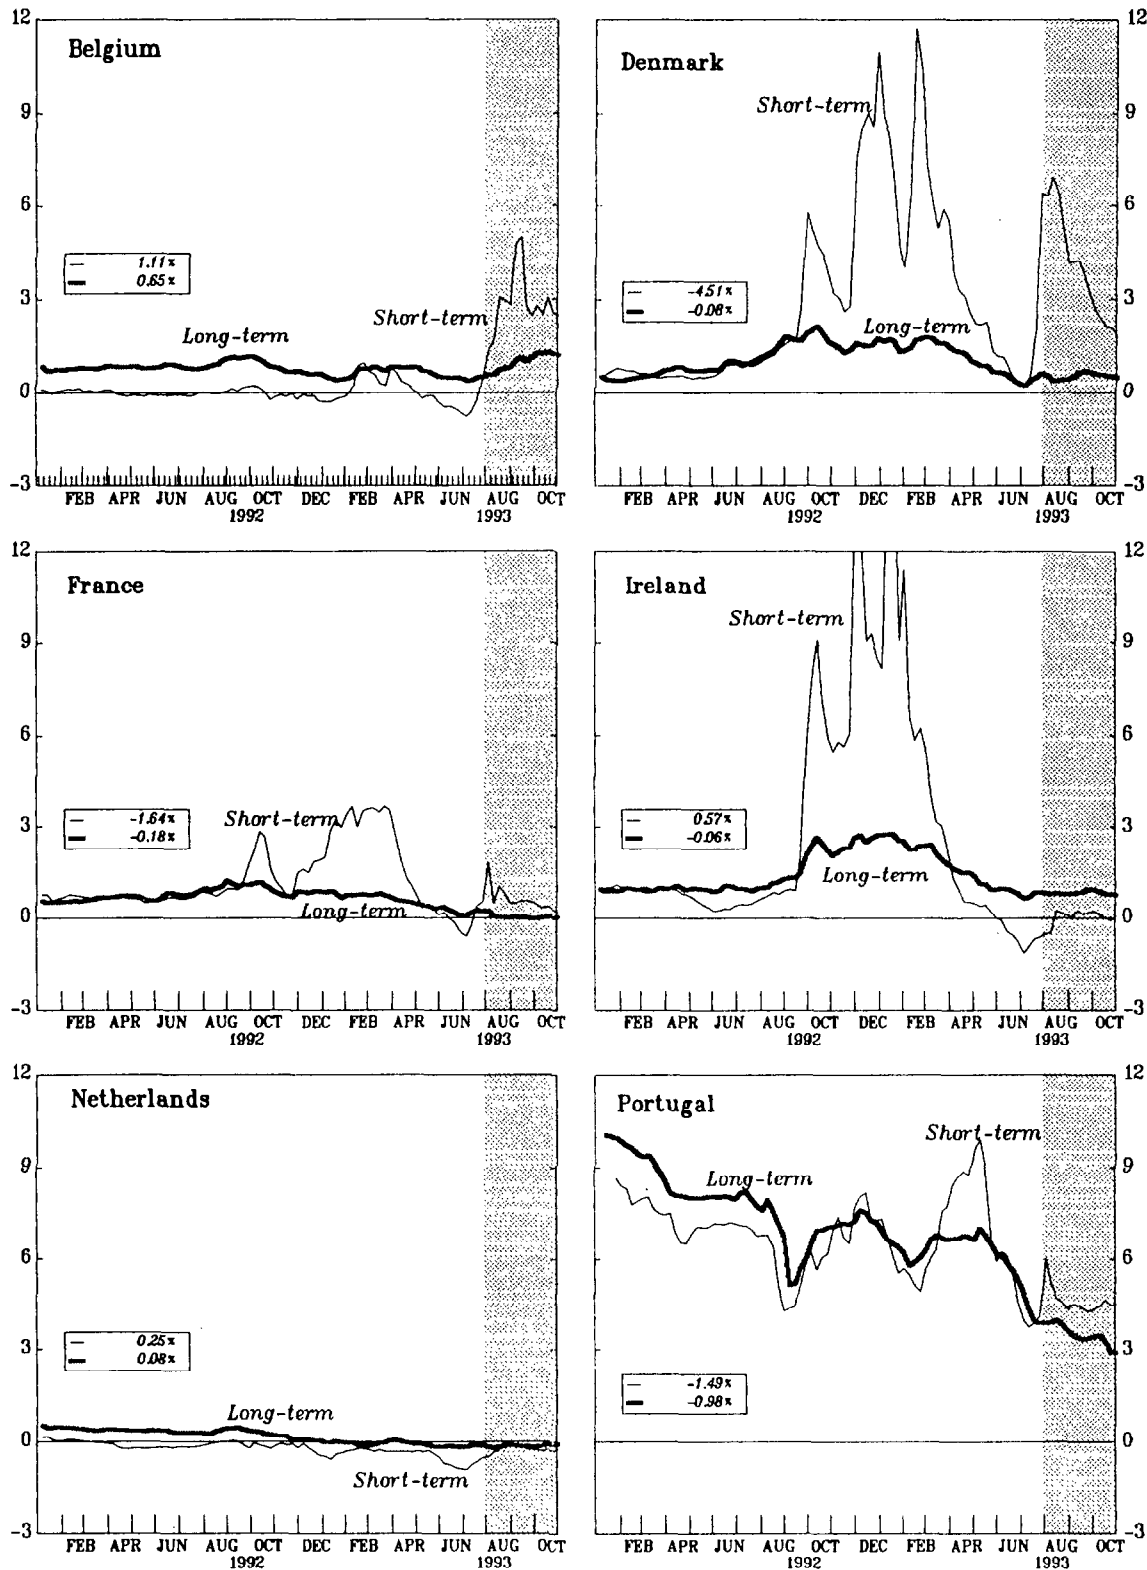 12 12
Belgium Denmark
Short-term
9 9
6 6
1.11%
0.65%
-4.51%
-0.08%
3 3
Short-term
Long-term Long-term
0 0
-3 -3
FEB APR JUN AUG OCT DEC FEB APR JUN AUG OCT FEB APR JUN AUG OCT DEC FEB APR JUN AUG OCT
1992 1993 1992 1993
12 12
France Ireland
Short-term
9 9
6 6
3 3
-1.64%
-0.18%
Short-term
0.57%
-0.06%
Long-term Long-term
0 0
-3 -3
FEB APR JUN AUG OCT DEC FEB APR JUN AUG OCT FEB APR JUN AUG OCT DEC FEB APR JUN AUG OCT
1992 1993 1992 1993
12 12
Netherlands Portugal
Short-term
9 9
Long-term
6 6
3 3
0.25%
0.08%
-1.49%
-0.98%
Long-term
0 0
Short-term
-3 -3
FEB APR JUN AUG OCT DEC FEB APR JUN AUG OCT FEB APR JUN AUG OCT DEC FEB APR JUN AUG OCT
1992 1993 1992 1993